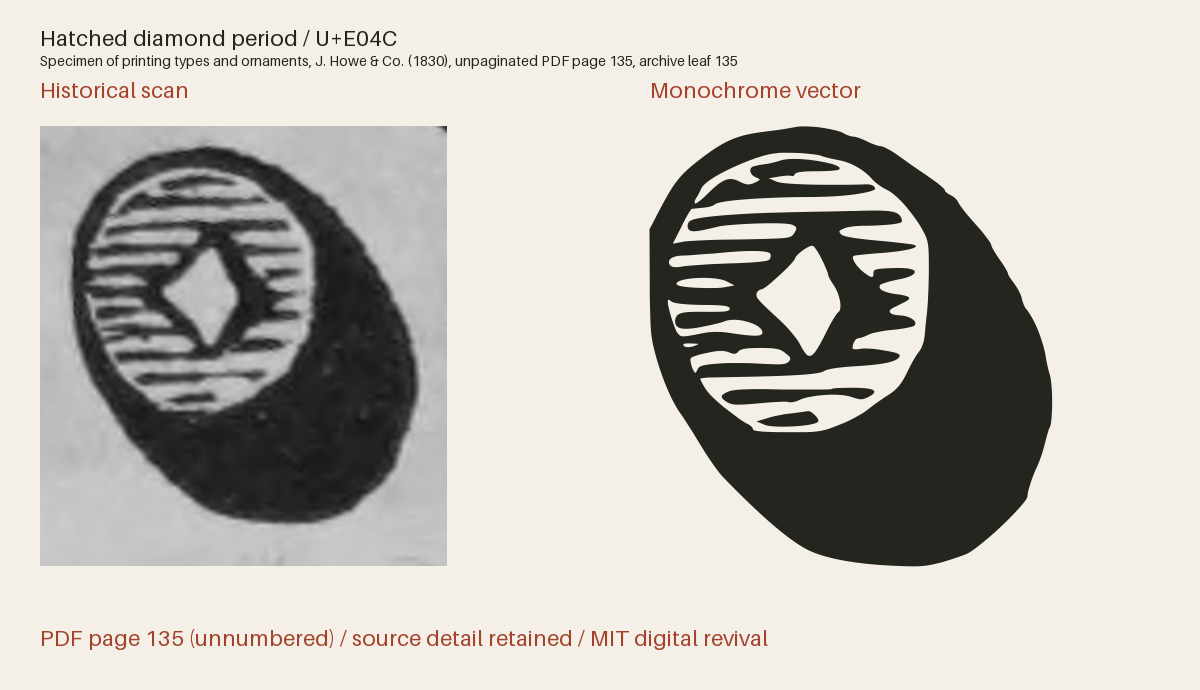 Hatched diamond period / U+E04C
Specimen of printing types and ornaments, J. Howe & Co. (1830), unpaginated PDF page 135, archive leaf 135
Historical scan
Monochrome vector
PDF page 135 (unnumbered) / source detail retained / MIT digital revival